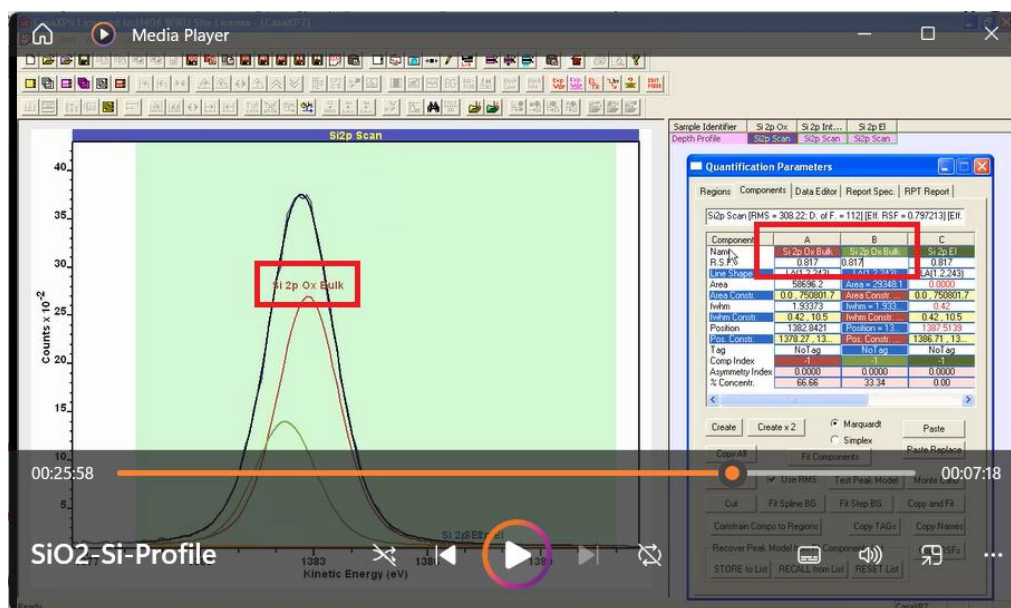 CasaXPS Licensed to:H406 WWU Site License - [CasaXP7]
Media Player
Si2p Scan
40
35
30
25
20
15
5
Counts x 10-2
Si 2p Ox Bulk
1383
Kinetic Energy (eV)
Sample Identifier Si 2p Ox Si 2p Int... Si 2p El
Depth Profile Si2p Scan Si2p Scan Si2p Scan
Quantification Parameters
Regions Components Data Editor Report Spec. RPT Report
Si2p Scan [RMS = 308.22; D. of F. = 112] [Eff. RSF = 0.797213] [Eff.
Component A B C
Name Si 2p Ox Bulk Si 2p Ox Bulk Si 2p El
R.S.F. 0.817 0.817 0.817
Line Shape LA(1.2,243) LA(1.2,243) LA(1.2,243)
Area 58696.2 Area = 29348.1 0.0000
Area Constr. 0.0 , 750801.7 Area Constr. ... 0.0 , 750801.7
fwhm 1.93373 fwhm = 1.933 0.42
fwhm Constr. 0.42 , 10.5 fwhm Constr. ... 0.42 , 10.5
Position 1382.8421 Position = 13... 1387.5139
Pos. Constr. 1378.27 , 13... Pos. Constr. ... 1386.71 , 13...
Tag NoTag NoTag NoTag
Comp Index -1 -1 -1
Asymmetry Index 0.0000 0.0000 0.0000
% Concentr. 66.66 33.34 0.00
Create Create x 2 Marquardt Paste
Simplex
Copy All Fit Components Paste Replace
Use RMS Test Peak Model Monte Carlo
Cut Fit Spline BG Fit Step BG Copy and Fit
Constrain Comps to Regions Copy TAGs Copy Names
STORE to List RECALL from List RESET List
00:25:58 00:07:18
SiO2-Si-Profile
Ready
CasaXP7